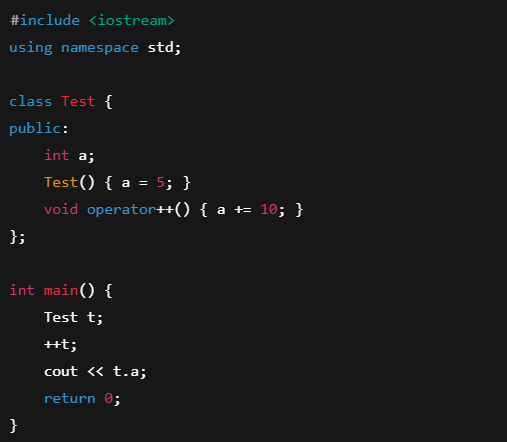 #include <iostream>
using namespace std;
class Test {
public:
int a;
Test() { a = 5; }
void operator++() { a += 10; }
};
int main() {
Test t;
++t;
cout << t.a;
return 0;
}